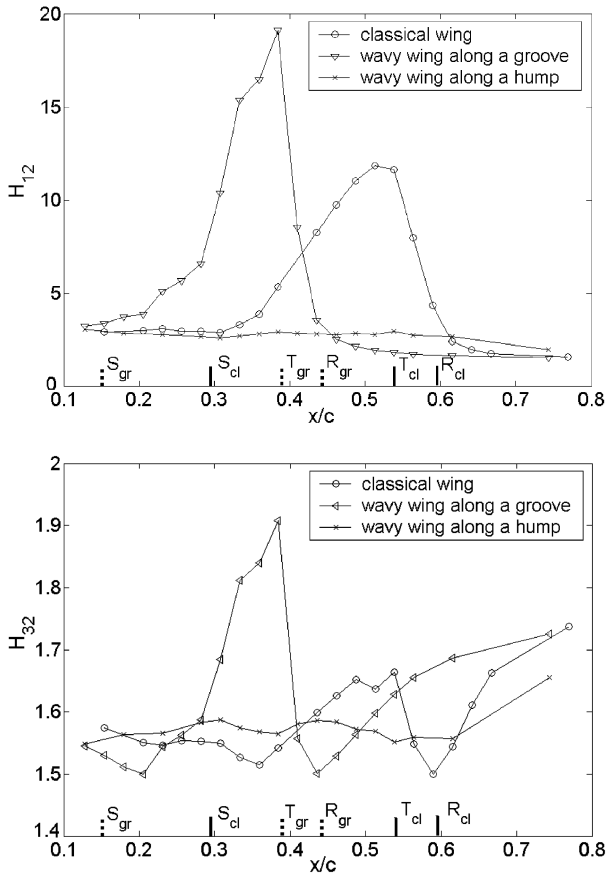 20
15
10
5
0
H12
classical wing
wavy wing along a groove
wavy wing along a hump
Sgr
Scl
Tgr
Rgr
Tcl
Rcl
0.1 0.2 0.3 0.4 0.5 0.6 0.7 0.8
x/c
2
1.9
1.8
1.7
1.6
1.5
1.4
H32
classical wing
wavy wing along a groove
wavy wing along a hump
Sgr
Scl
Tgr
Rgr
Tcl
Rcl
0.1 0.2 0.3 0.4 0.5 0.6 0.7 0.8
x/c